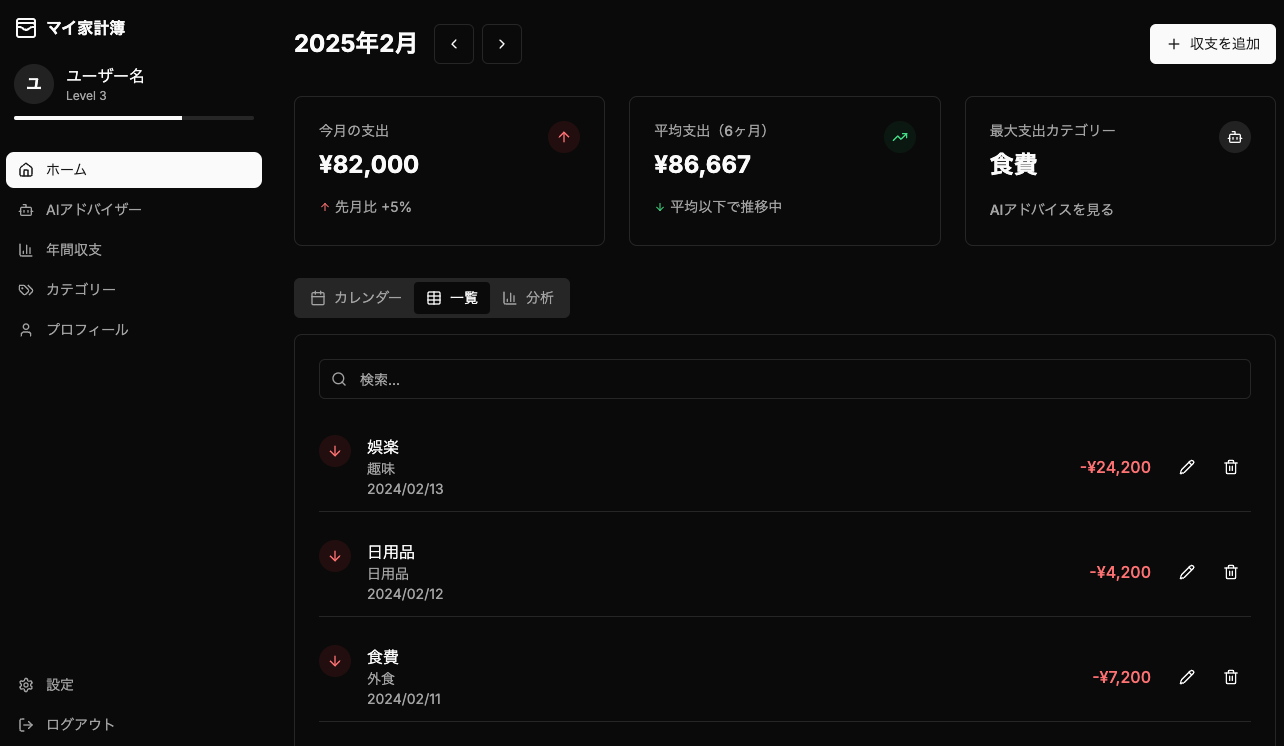 マイ家計簿
ユ
ユーザー名
Level 3
ホーム
AIアドバイザー
年間収支
カテゴリー
プロフィール
設定
ログアウト
2025年2月
収支を追加
今月の支出
¥82,000
先月比 +5%
平均支出（6ヶ月）
¥86,667
平均以下で推移中
最大支出カテゴリー
食費
AIアドバイスを見る
カレンダー
一覧
分析
検索...
娯楽
趣味
2024/02/13
-¥24,200
日用品
日用品
2024/02/12
-¥4,200
食費
外食
2024/02/11
-¥7,200